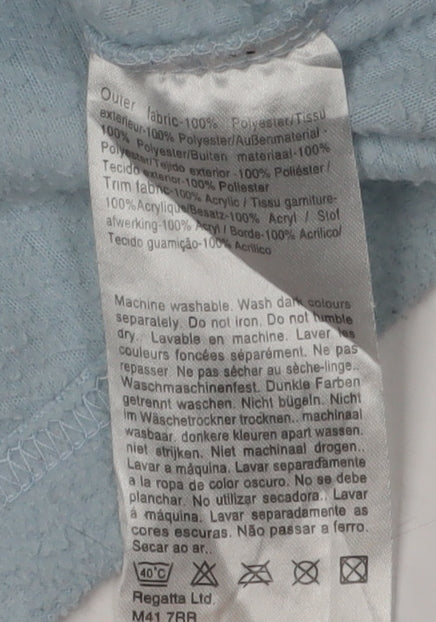 Outer fabric-100% Polyester/Tissu
exterieur-100% Polyester/Außenmaterial -
100% Polyester/Buiten materiaal-100%
Polyester/Tejido exterior -100% Poliéster /
Tecido exterior-100% Poliester
Trim fabric-100% Acrylic / Tissu garniture-
100%Acrylique/Besatz-100% Acryl / Stof
afwerking-100% Acryl / Borde-100% Acrílico/
Tecido guarnição-100% Acrílico
Machine washable. Wash dark colours
separately. Do not iron. Do not tumble
dry.. Lavable en machine. Laver les
couleurs foncées séparément. Ne pas
repasser. Ne pas sécher au sèche-linge..
Waschmaschinenfest. Dunkle Farben
getrennt waschen. Nicht bügeln. Nicht
im Wäschetrockner trocknen.. machinaal
wasbaar. donkere kleuren apart wassen.
niet strijken. Niet machinaal drogen..
Lavar a máquina. Lavar separadamente
a la ropa de color oscuro. No se debe
planchar. No utilizar secadora.. Lavar
à máquina. Lavar separadamente as
cores escuras. Não passar a ferro.
Secar ao ar..
40°C
Regatta Ltd.
M41 7RR